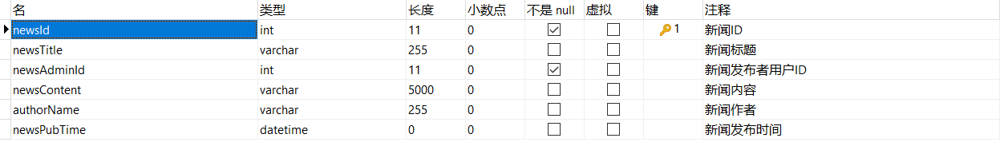 名 类型 长度 小数点 不是 null 虚拟 键 注释
newsId int 11 0 1 新闻ID
newsTitle varchar 255 0 新闻标题
newsAdminId int 11 0 新闻发布者用户ID
newsContent varchar 5000 0 新闻内容
authorName varchar 255 0 新闻作者
newsPubTime datetime 0 0 新闻发布时间